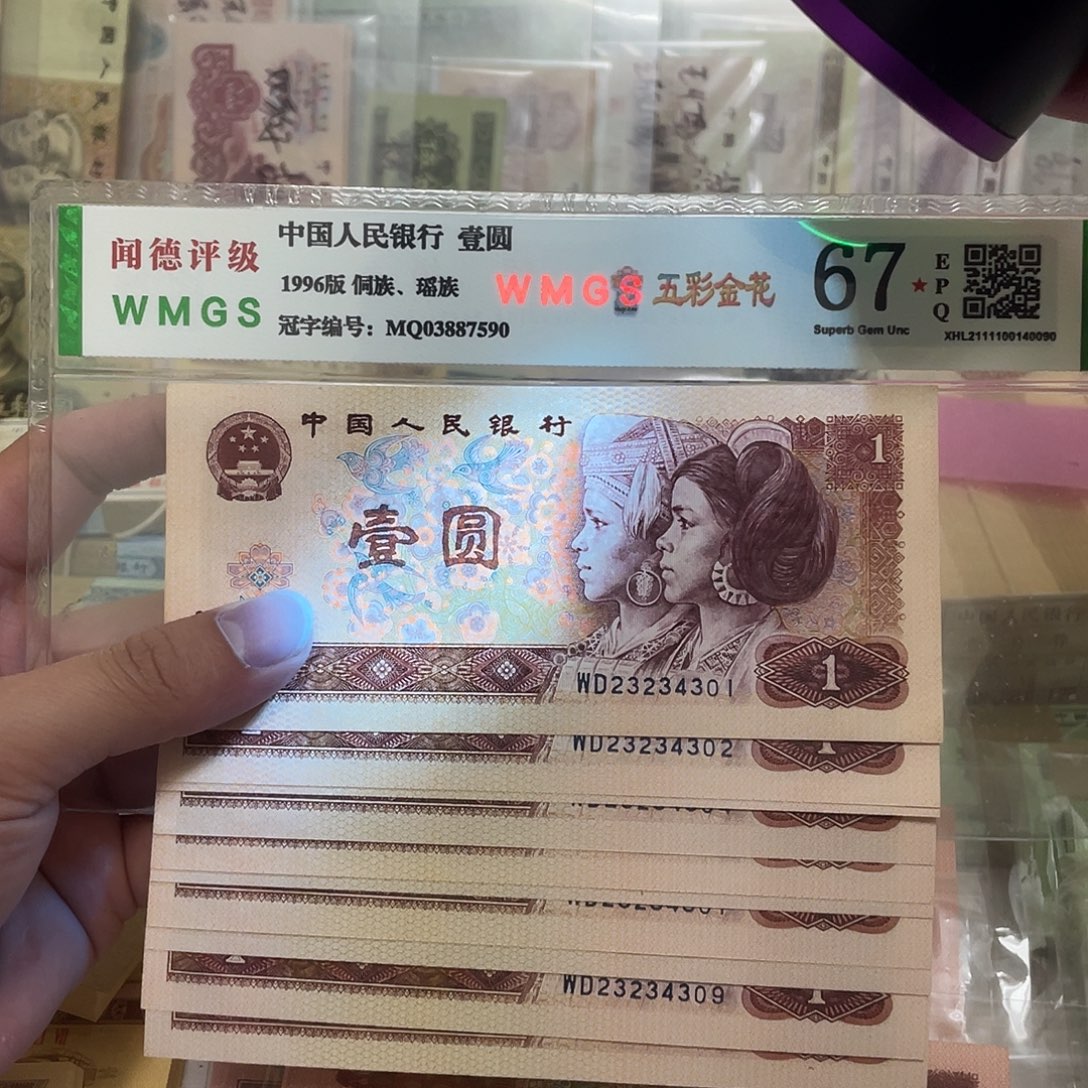 闻德评级
WMGS
中国人民银行 壹圆
1996版 侗族、瑶族
冠字编号：MQ03887590
WMGS 五彩金花
67
Superb Gem Unc
★
EPQ
XHL2111100140090
中国人民银行
1
壹圆
WD23234301
1
WD23234302
1
WD23234309
1